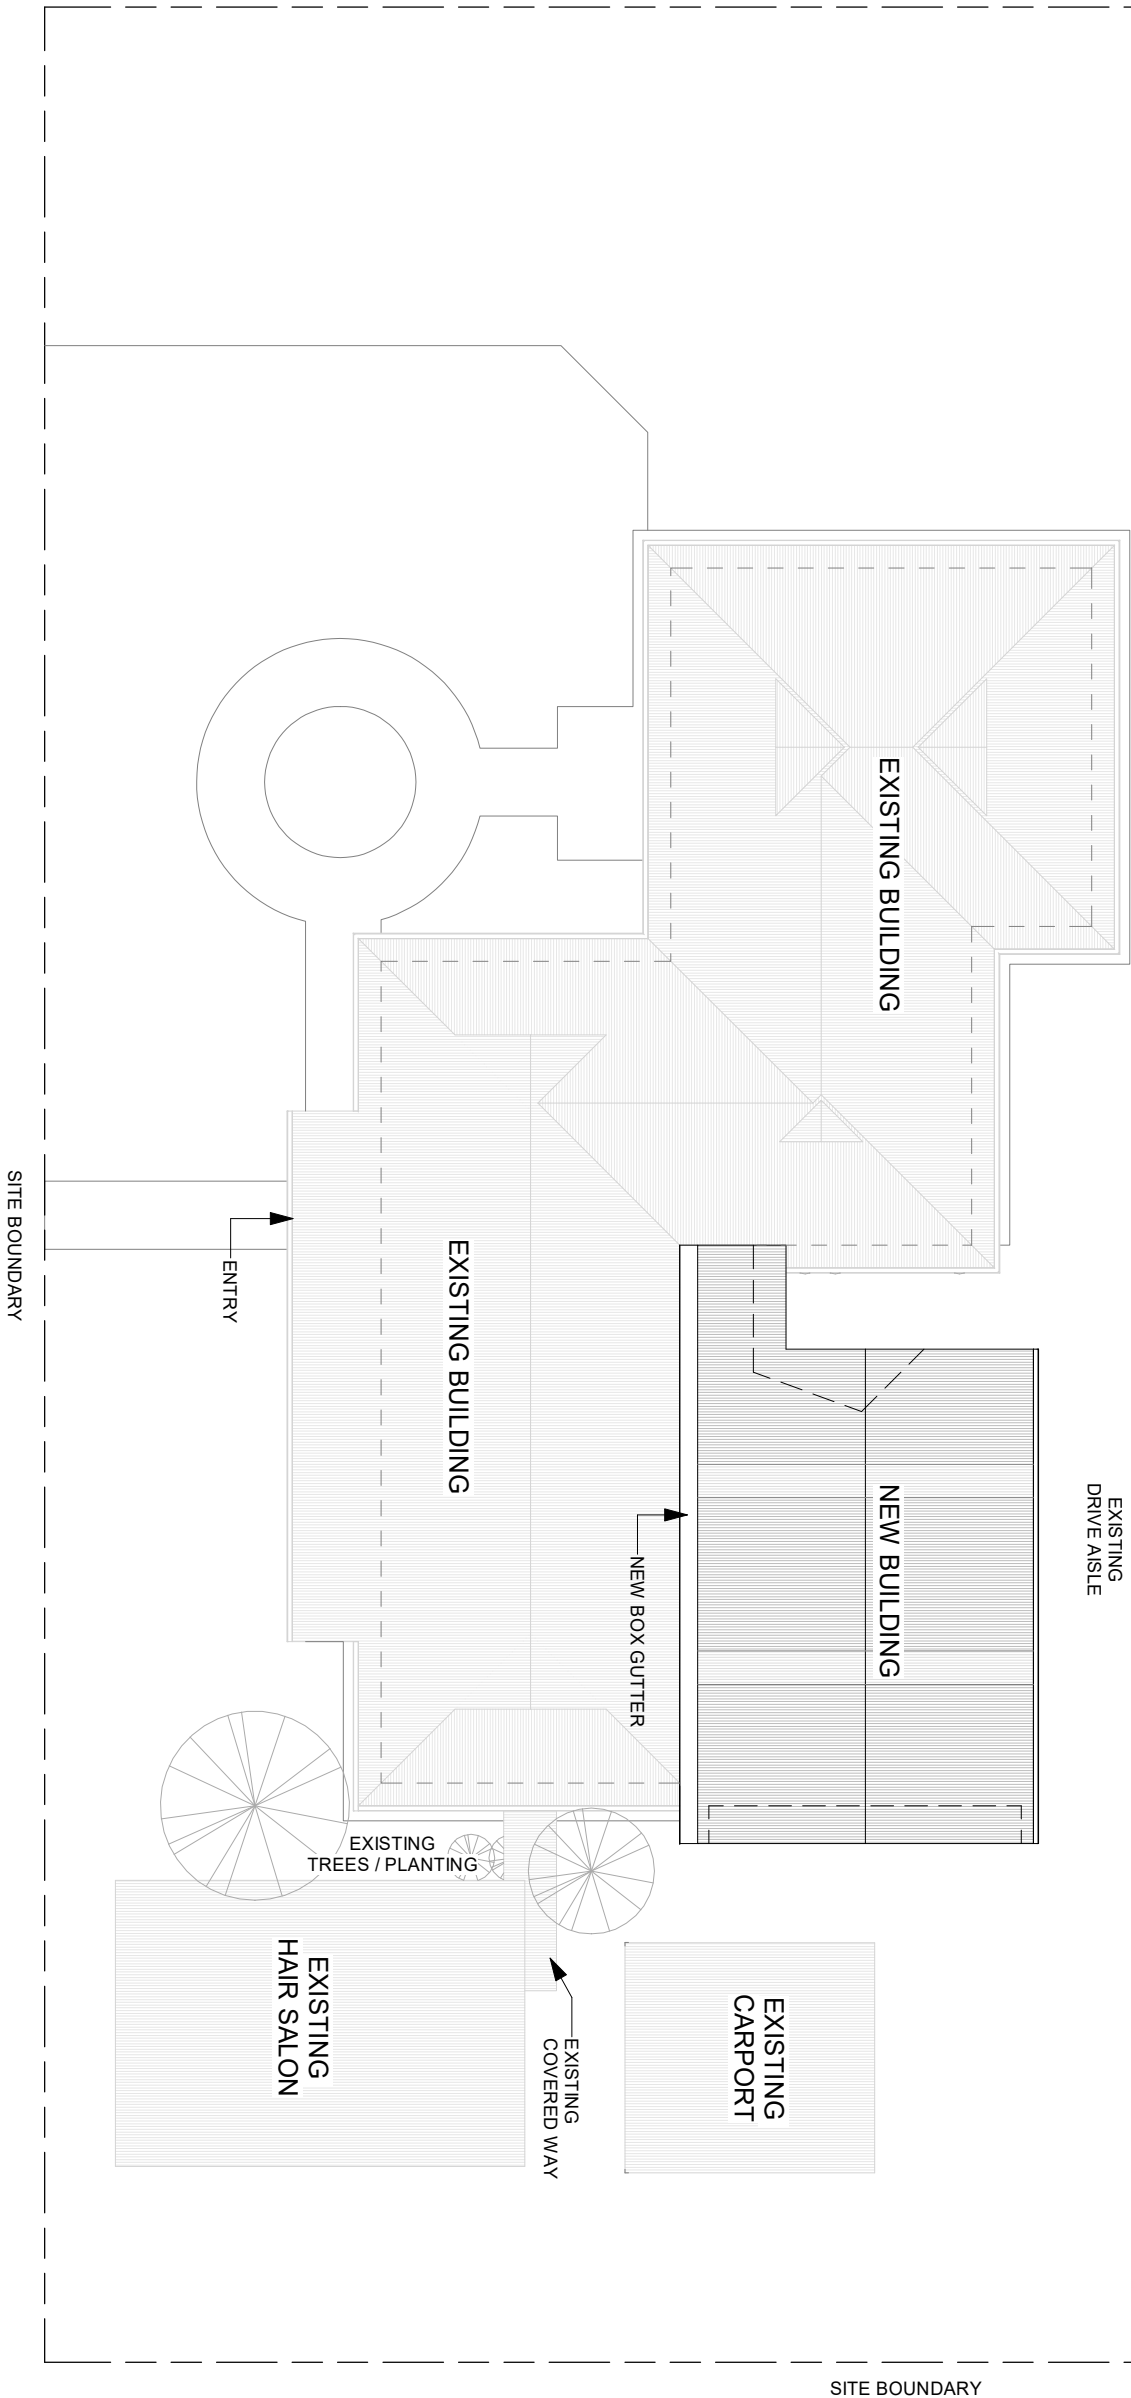 EXISTING BUILDING
SITE BOUNDARY
ENTRY
EXISTING BUILDING
NEW BOX GUTTER
NEW BUILDING
EXISTING
DRIVE AISLE
EXISTING
TREES / PLANTING
EXISTING
HAIR SALON
EXISTING
COVERED WAY
EXISTING
CARPORT
SITE BOUNDARY